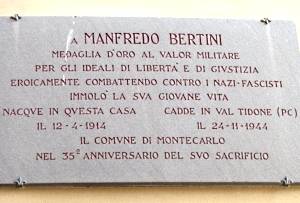 A MANFREDO BERTINI
MEDAGLIA D'ORO AL VALOR MILITARE
PER GLI IDEALI DI LIBERTA' E DI GIVSTIZIA
EROICAMENTE COMBATTENDO CONTRO I NAZI-FASCISTI
IMMOLÒ LA SVA GIOVANE VITA
NACQVE IN QVESTA CASA CADDE IN VAL TIDONE (PC)
IL 12-4-1914 IL 24-11-1944
IL COMVNE DI MONTECARLO
NEL 35° ANNIVERSARIO DEL SVO SACRIFICIO